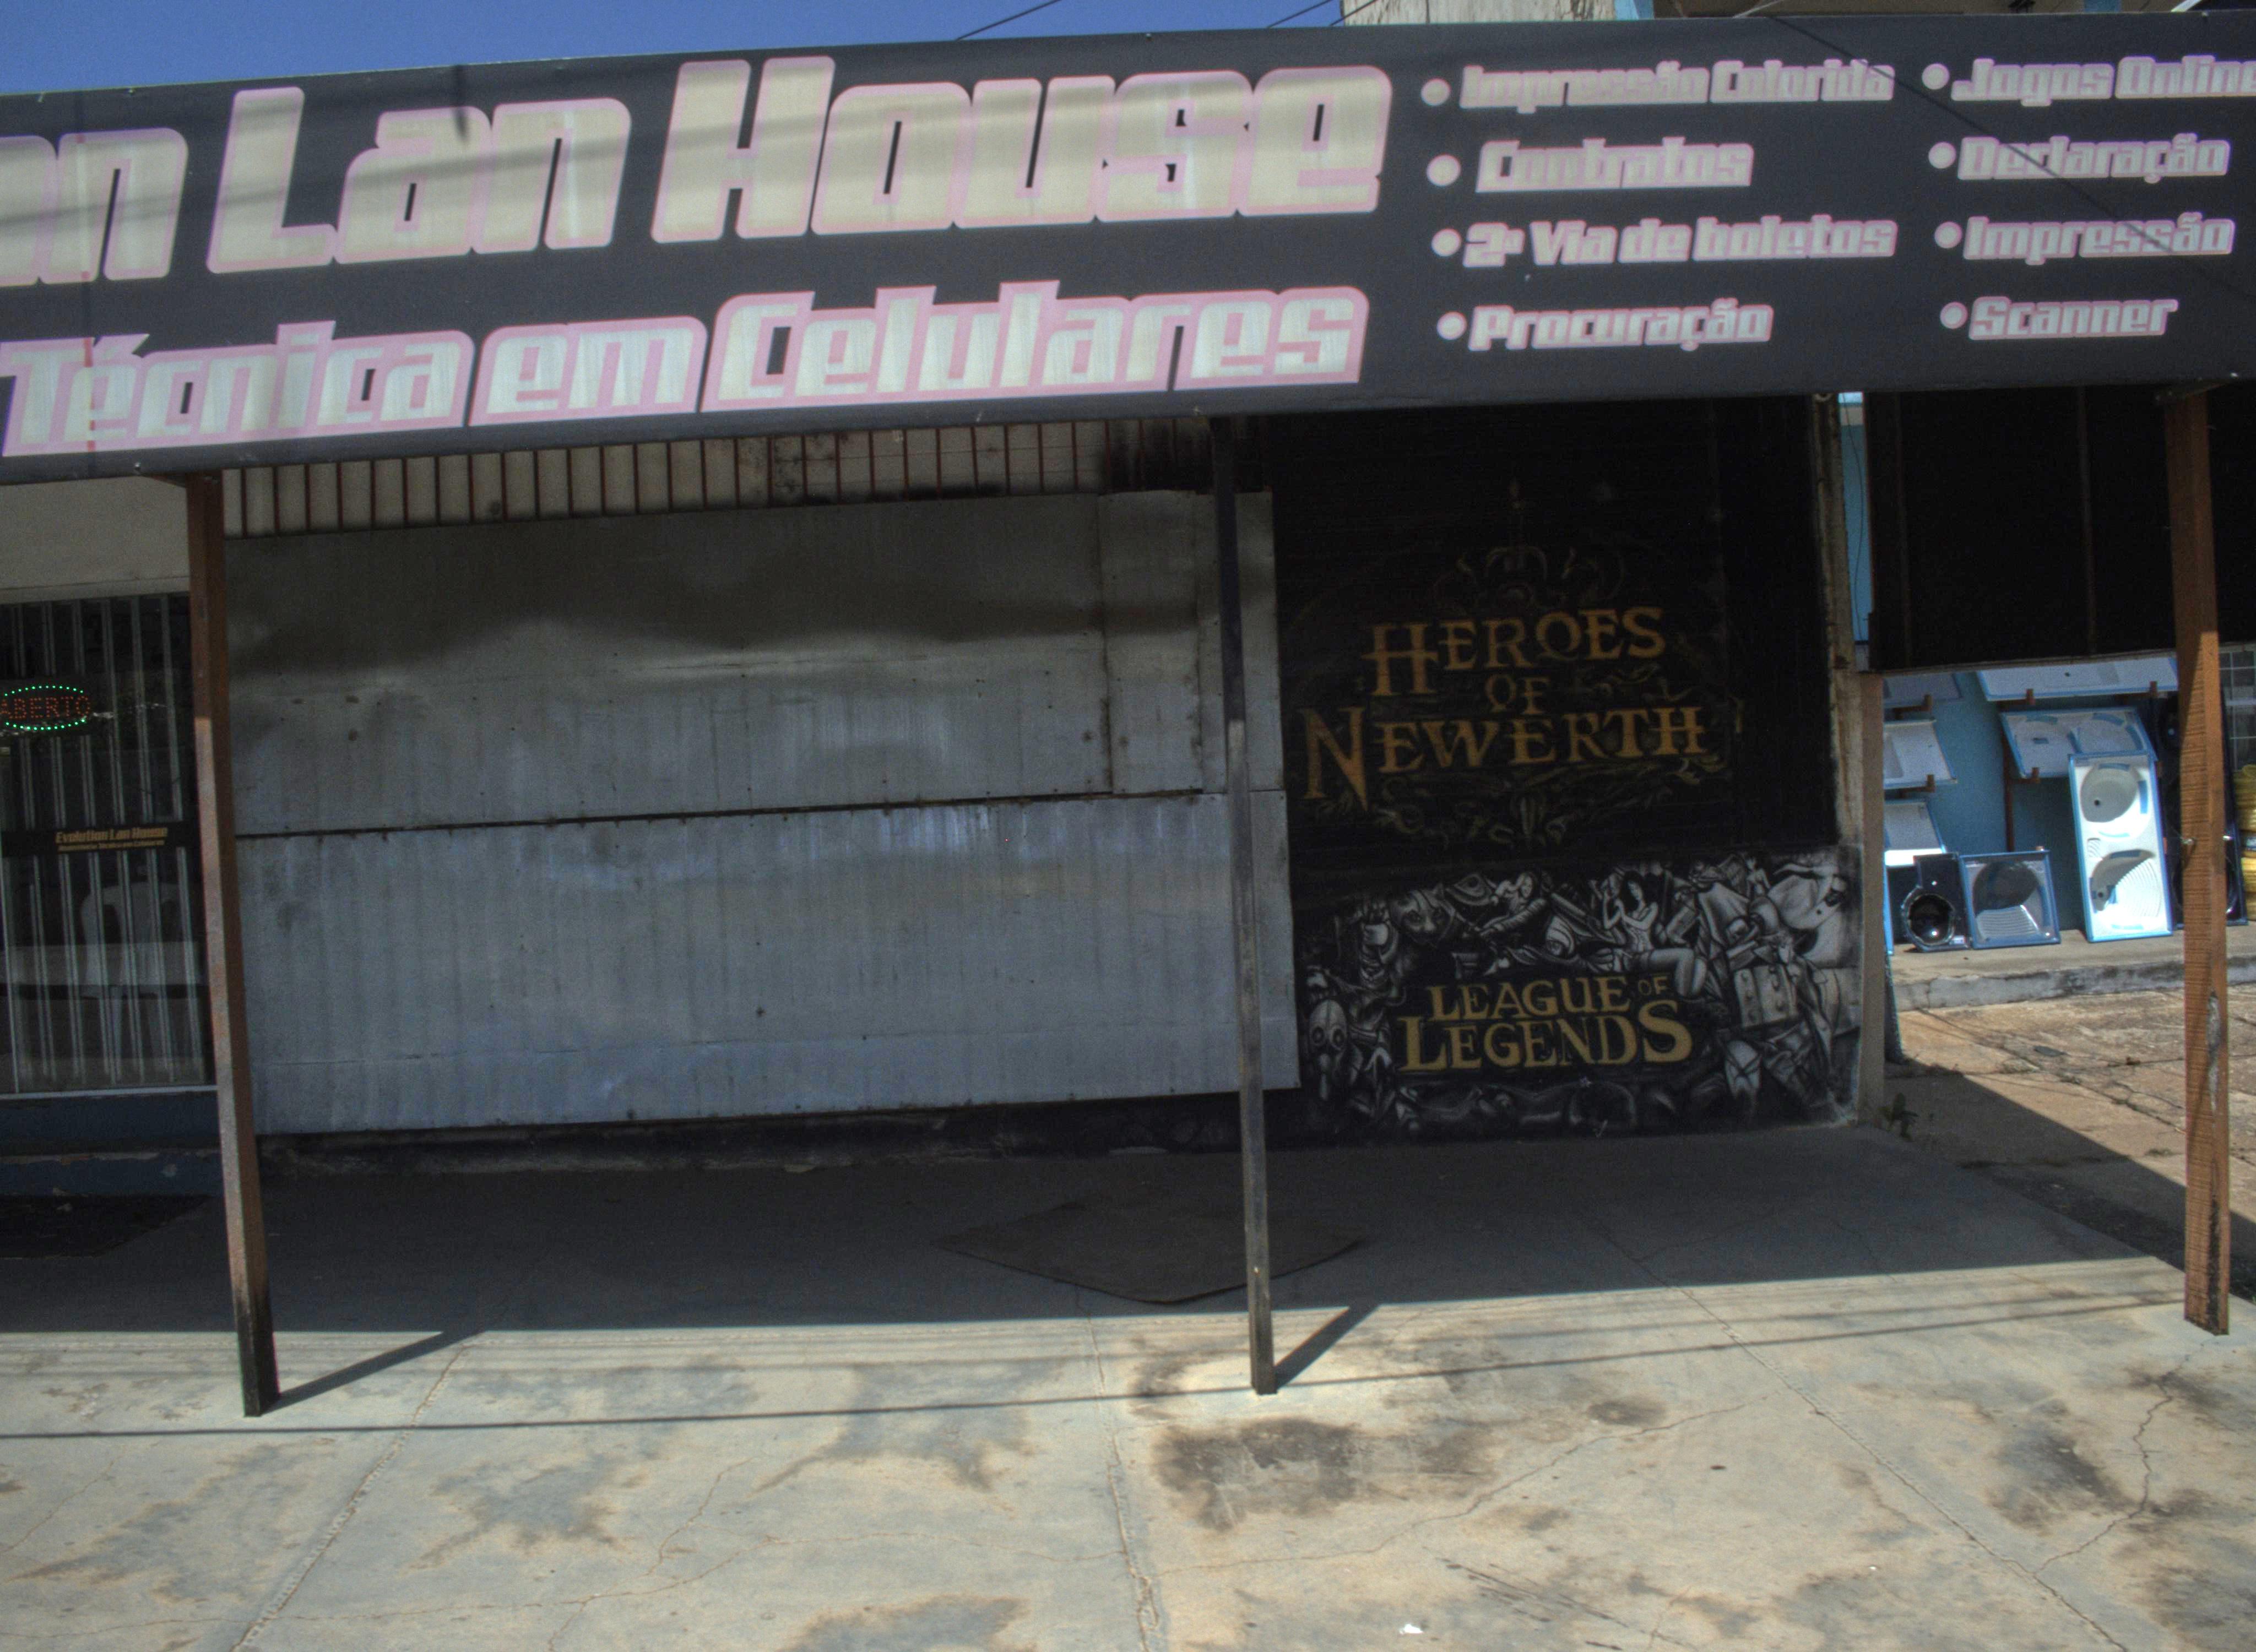 on Lan House
Técnica em Celulares
• Impressão Colorida
• Contratos
• 2ª Via de boletos
• Procuração
• Jogos Online
• Declaração
• Impressão
• Scanner
ABERTO
Evolution Lan House
HEROES
OF
NEWERTH
LEAGUE OF
LEGENDS